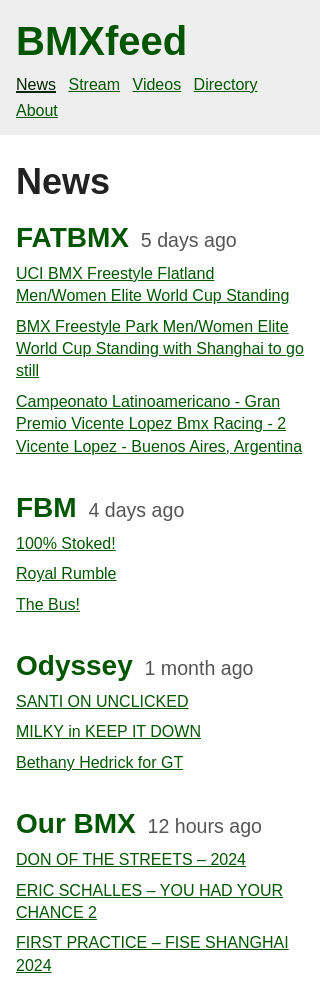 BMXfeed
News Stream Videos Directory
About
News
FATBMX 5 days ago
UCI BMX Freestyle Flatland
Men/Women Elite World Cup Standing
BMX Freestyle Park Men/Women Elite
World Cup Standing with Shanghai to go
still
Campeonato Latinoamericano - Gran
Premio Vicente Lopez Bmx Racing - 2
Vicente Lopez - Buenos Aires, Argentina
FBM 4 days ago
100% Stoked!
Royal Rumble
The Bus!
Odyssey 1 month ago
SANTI ON UNCLICKED
MILKY in KEEP IT DOWN
Bethany Hedrick for GT
Our BMX 12 hours ago
DON OF THE STREETS – 2024
ERIC SCHALLES – YOU HAD YOUR
CHANCE 2
FIRST PRACTICE – FISE SHANGHAI
2024